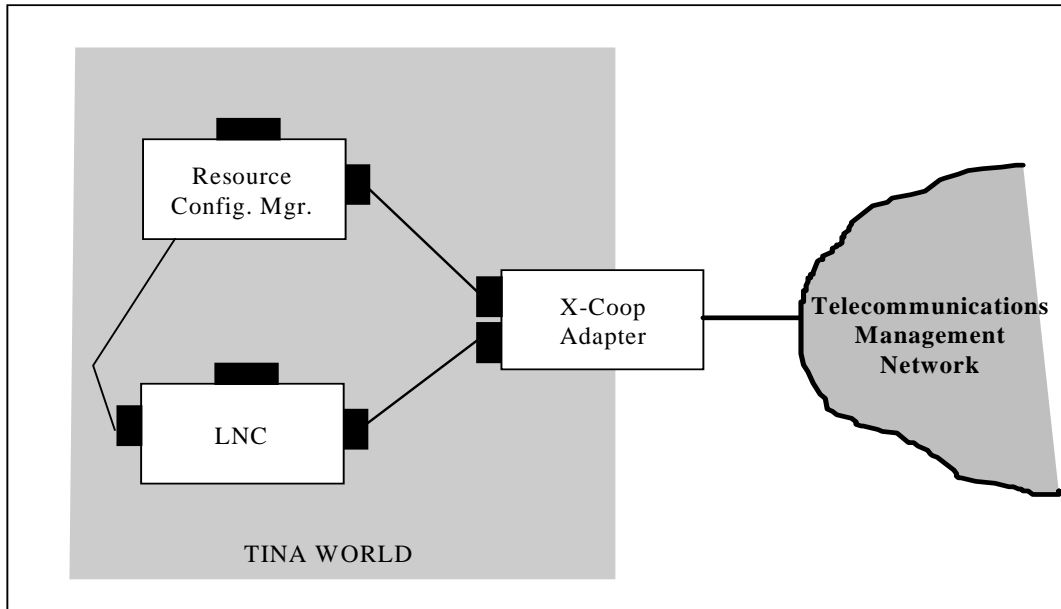 Resource
Config. Mgr.
X-Coop
Adapter
Telecommunications
Management
Network
LNC
TINA WORLD